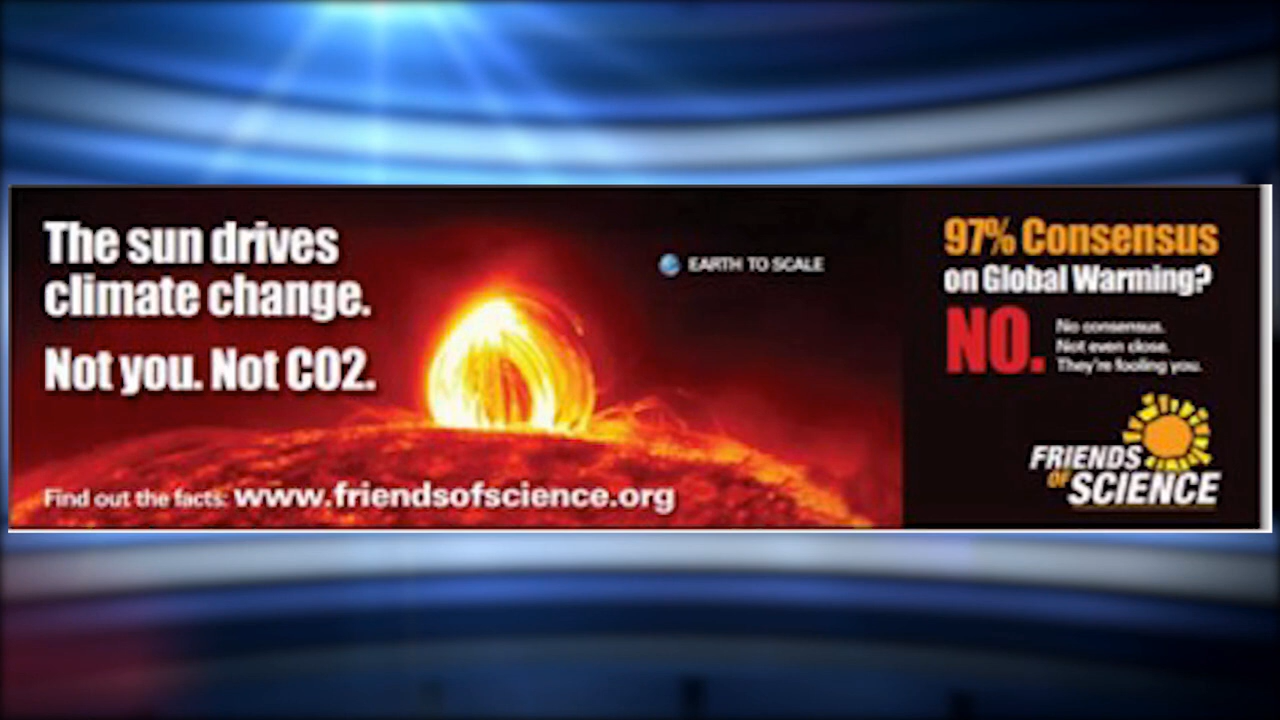 The sun drives
climate change.
Not you. Not CO2.
Find out the facts. www.friendsofscience.org
EARTH TO SCALE
97% Consensus
on Global Warming?
NO.
No consensus.
Not even close.
They're fooling you.
FRIENDS
OF
SCIENCE